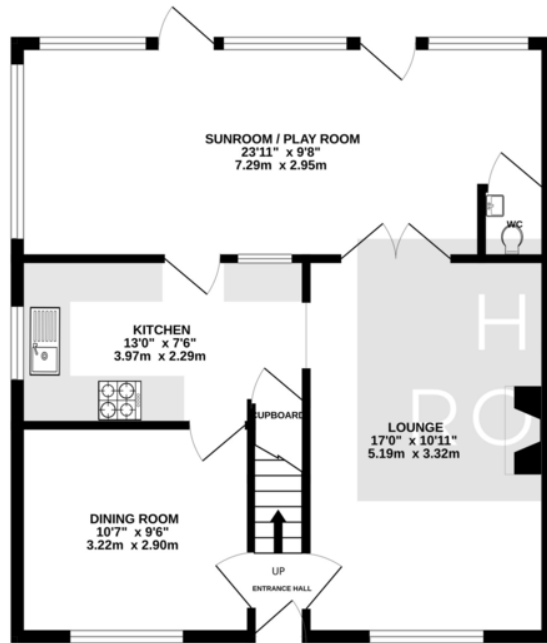 SUNROOM / PLAY ROOM
23'11" x 9'8"
7.29m x 2.95m
WC
KITCHEN
13'0" x 7'6"
3.97m x 2.29m
CUPBOARD
LOUNGE
17'0" x 10'11"
5.19m x 3.32m
DINING ROOM
10'7" x 9'6"
3.22m x 2.90m
UP
ENTRANCE HALL
H
RO